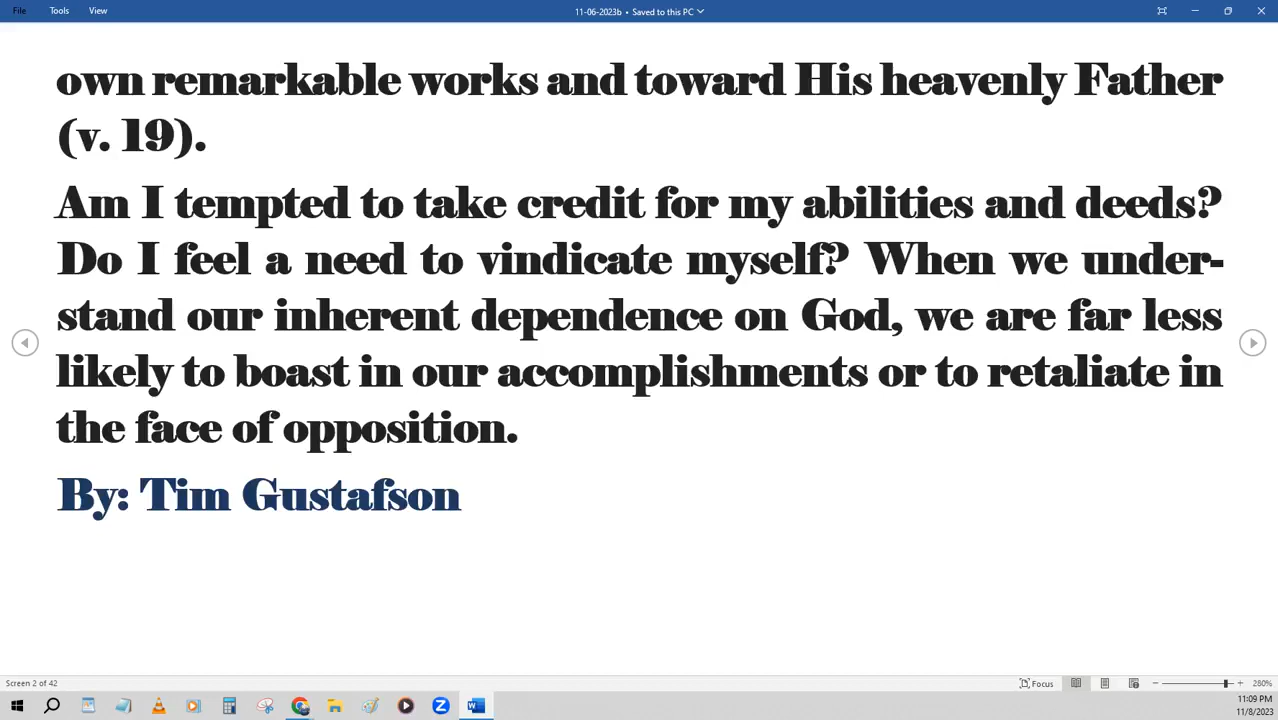 File Tools View 11-06-2023b • Saved to this PC
own remarkable works and toward His heavenly Father
(v. 19).
Am I tempted to take credit for my abilities and deeds?
Do I feel a need to vindicate myself? When we under-
stand our inherent dependence on God, we are far less
likely to boast in our accomplishments or to retaliate in
the face of opposition.
By: Tim Gustafson
Screen 2 of 42 Focus 280%
11:09 PM
11/8/2023